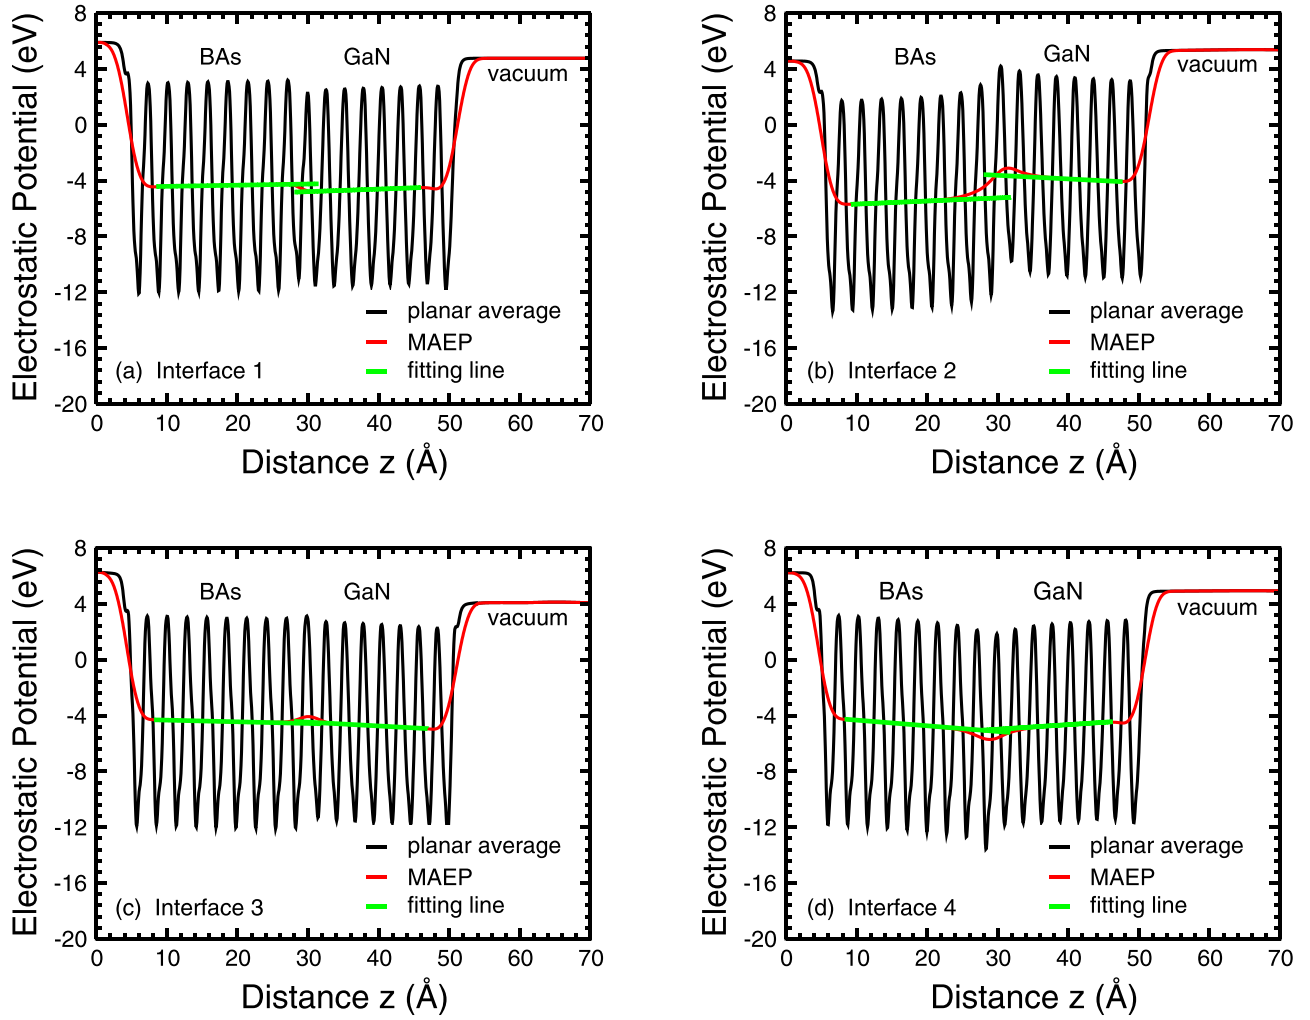 Electrostatic Potential (eV)
8
4
0
-4
-8
-12
-16
-20
BAs
GaN
vacuum
planar average
MAEP
fitting line
(a) Interface 1
0 10 20 30 40 50 60 70
Distance z (Å)
Electrostatic Potential (eV)
8
4
0
-4
-8
-12
-16
-20
BAs
GaN
vacuum
planar average
MAEP
fitting line
(b) Interface 2
0 10 20 30 40 50 60 70
Distance z (Å)
Electrostatic Potential (eV)
8
4
0
-4
-8
-12
-16
-20
BAs
GaN
vacuum
planar average
MAEP
fitting line
(c) Interface 3
0 10 20 30 40 50 60 70
Distance z (Å)
Electrostatic Potential (eV)
8
4
0
-4
-8
-12
-16
-20
BAs
GaN
vacuum
planar average
MAEP
fitting line
(d) Interface 4
0 10 20 30 40 50 60 70
Distance z (Å)